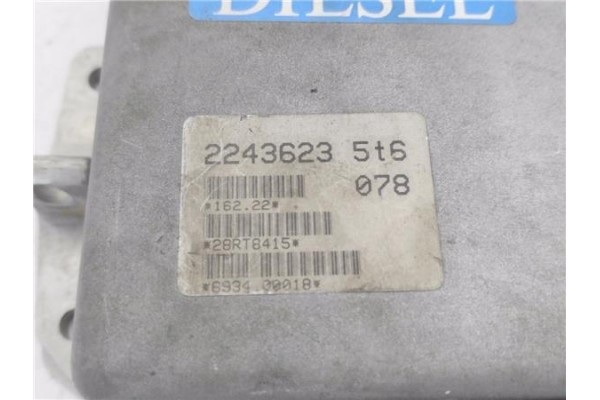 DIESEL
2243623 5t6
078
*162.22*
*28RT8415*
*6934.00018*